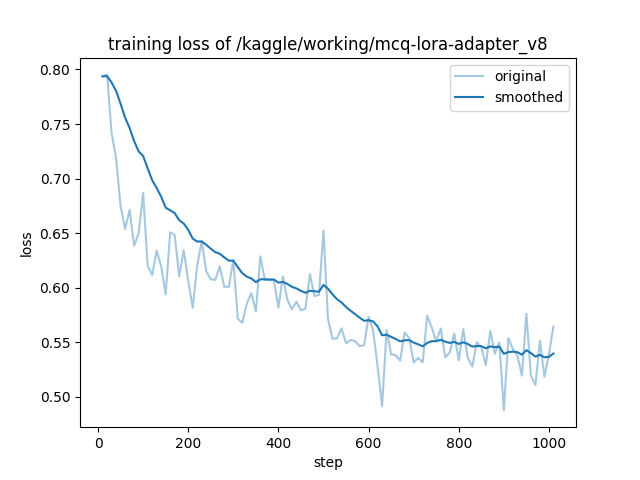 training loss of /kaggle/working/mcq-lora-adapter_v8
original
smoothed
0.80
0.75
0.70
0.65
0.60
0.55
0.50
loss
0
200
400
600
800
1000
step